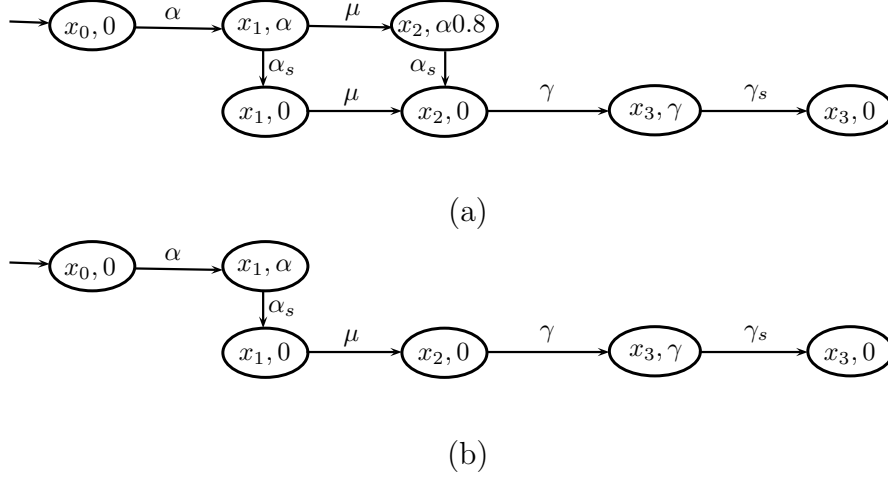 α μ
x₀, 0 x₁, α x₂, α0.8
αₛ αₛ
μ γ γₛ
x₁, 0 x₂, 0 x₃, γ x₃, 0
(a)
α
x₀, 0 x₁, α
αₛ
μ γ γₛ
x₁, 0 x₂, 0 x₃, γ x₃, 0
(b)